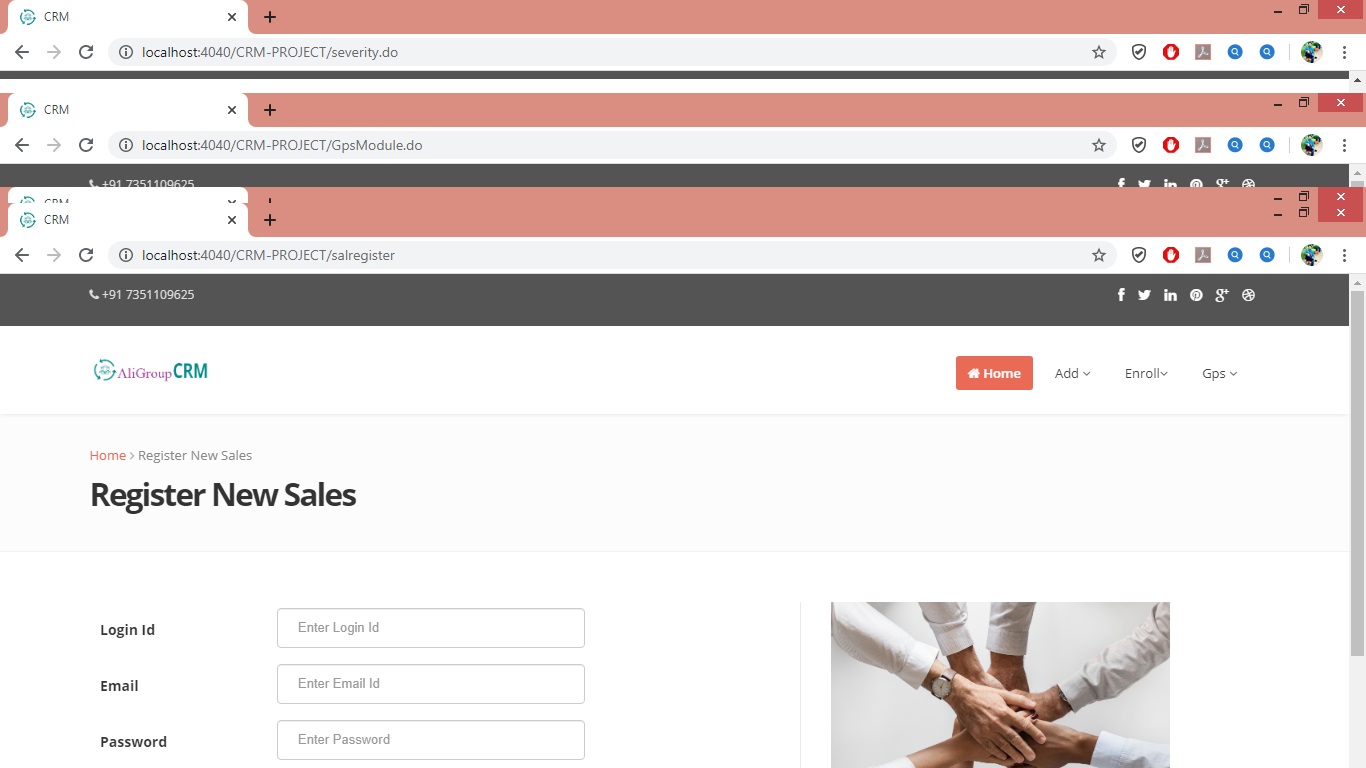 CRM
localhost:4040/CRM-PROJECT/severity.do
CRM
localhost:4040/CRM-PROJECT/GpsModule.do
+91 7351109625
CRM
CRM
localhost:4040/CRM-PROJECT/salregister
+91 7351109625
AliGroupCRM
Home Add Enroll Gps
Home > Register New Sales
Register New Sales
Login Id Enter Login Id
Email Enter Email Id
Password Enter Password